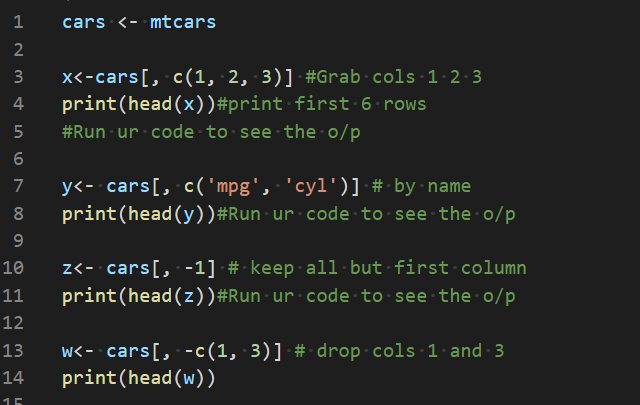 1 cars <- mtcars
2
3 x<-cars[, c(1, 2, 3)] #Grab cols 1 2 3
4 print(head(x))#print first 6 rows
5 #Run ur code to see the o/p
6
7 y<- cars[, c('mpg', 'cyl')] # by name
8 print(head(y))#Run ur code to see the o/p
9
10 z<- cars[, -1] # keep all but first column
11 print(head(z))#Run ur code to see the o/p
12
13 w<- cars[, -c(1, 3)] # drop cols 1 and 3
14 print(head(w))
15